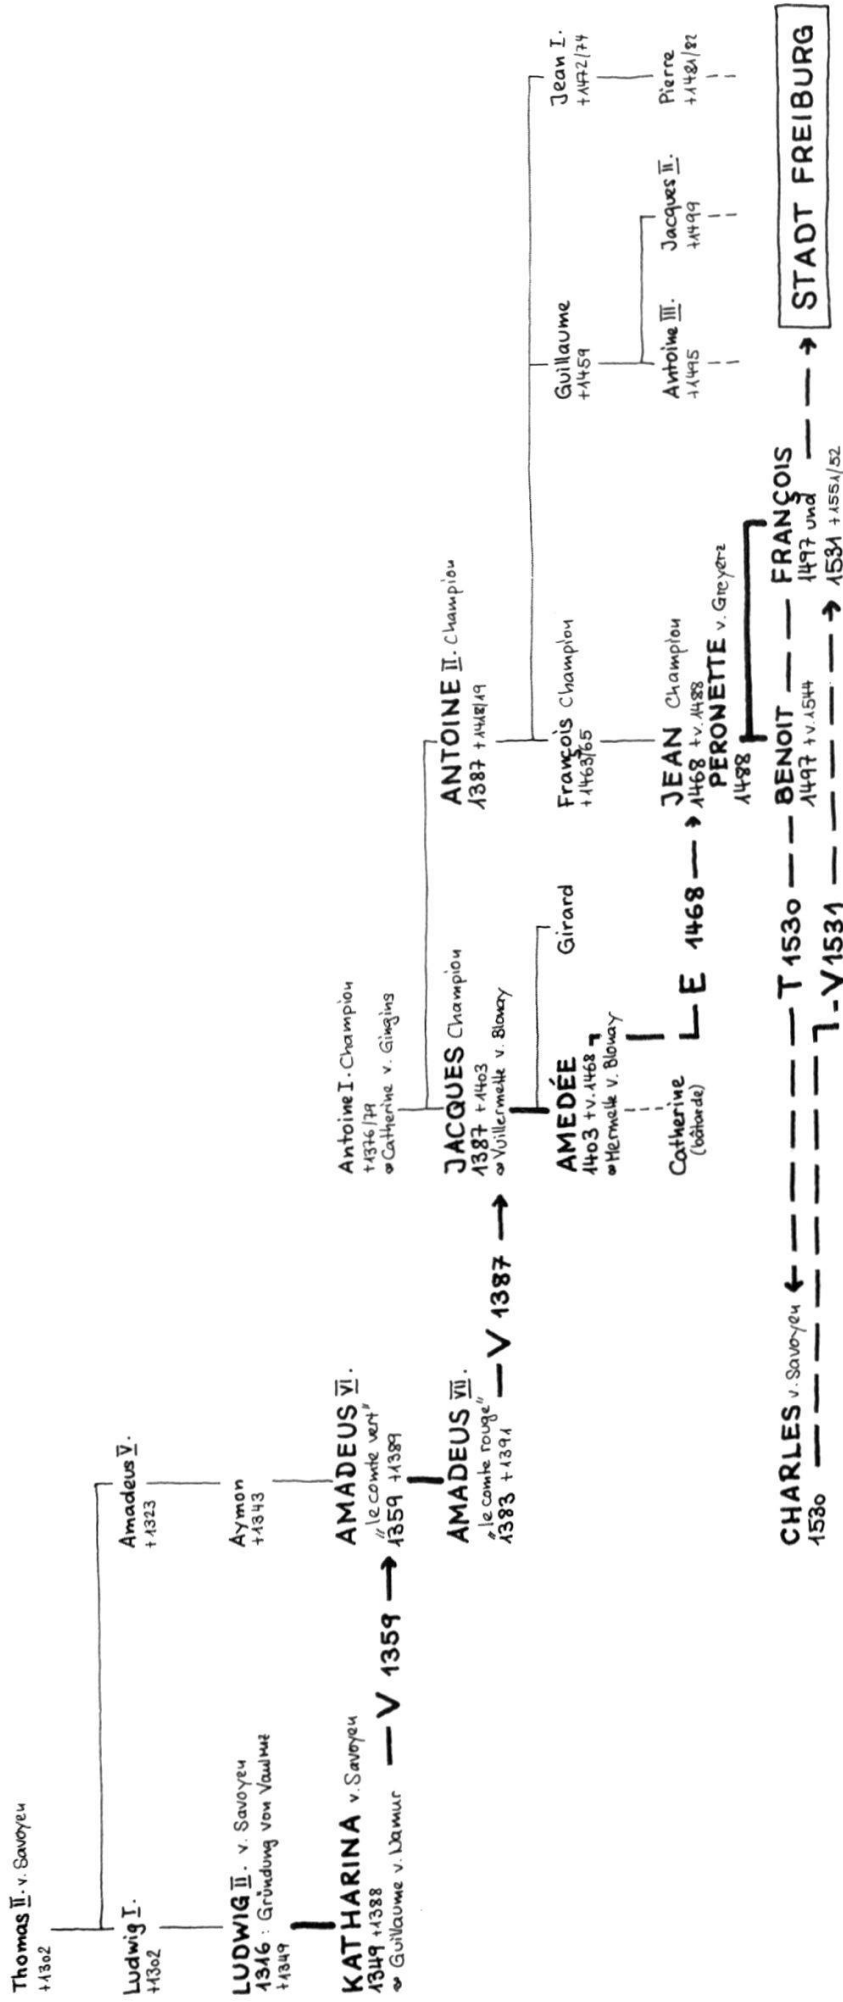 Thomas II. v. Savoyen
+1302
Ludwig I.
+1302
Amadeus V.
+1323
LUDWIG II. v. Savoyen
1316 : Gründung von Vaulruz
+1349
Aymon
+1343
KATHARINA v. Savoyen
1349 +1388
∞ Guillaume v. Namur
— V 1359 →
AMADEUS VI.
"le comte vert"
1359 +1389
Antoine I. Champion
+1376/79
∞ Catherine v. Gingins
AMADEUS VII.
"le comte rouge"
1383 +1391
— V 1387 →
JACQUES Champion
1387 +1403
∞ Vuillermette v. Blonay
ANTOINE II. Champion
1387 +1418/19
AMEDÉE
1403 +v.1468
∞ Hermette v. Blonay
Girard
François Champion
+1463/65
Guillaume
+1459
Jean I.
+1472/74
Catherine
(bâtarde)
LE 1468 →
JEAN Champion
1468 +v.1488
PERONETTE v. Greyerz
1488
Antoine III.
+1495
Jacques II.
+1499
Pierre
+1481/82
CHARLES v. Savoyen
1530
← T 1530
BENOIT
1497 +v.1544
FRANÇOIS
1497 und
1531 +1551/52
→ STADT FREIBURG
V 1531 →